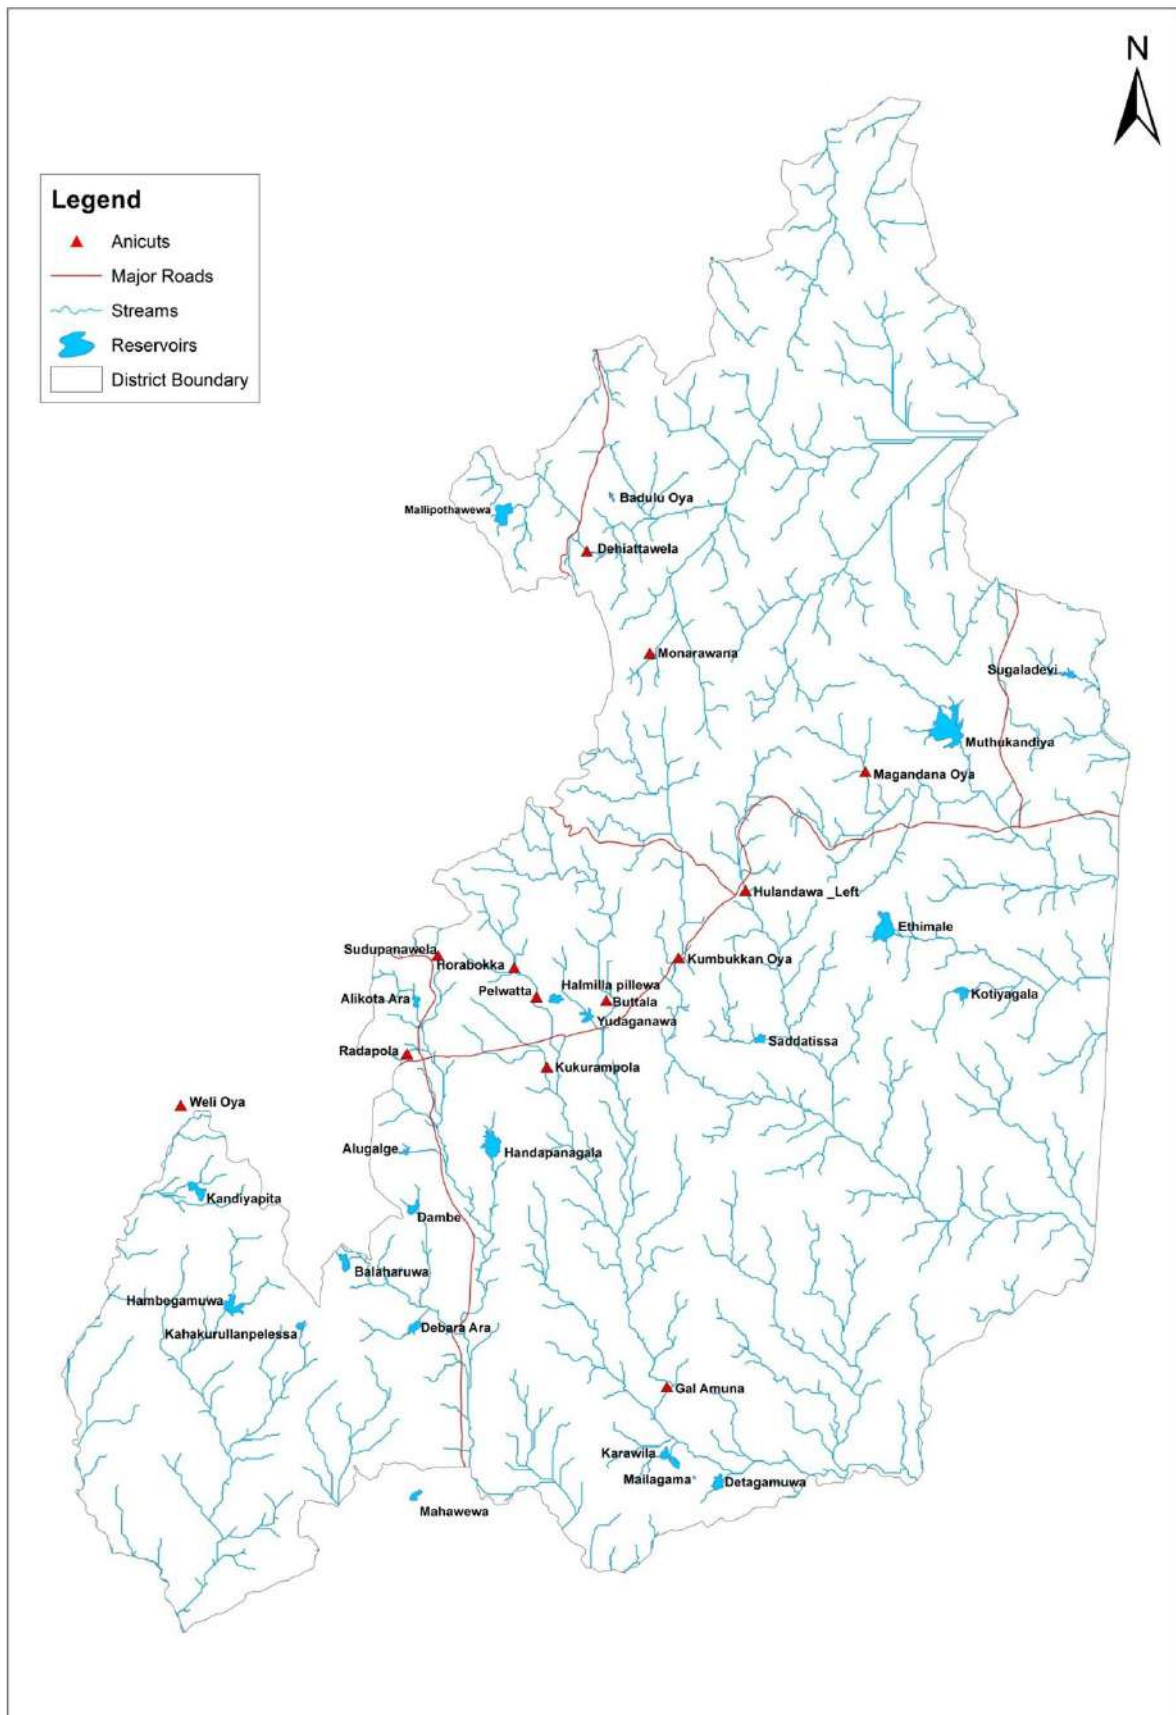 N
Legend
Anicuts
Major Roads
Streams
Reservoirs
District Boundary
Badulu Oya
Mallipothawewa
Dehiattawela
Monarawana
Sugaladevi
Muthukandiya
Magandana Oya
Hulandawa _Left
Ethimale
Sudupanawela
Kumbukkan Oya
Horabokka
Halmilla pillewa
Pelwatta
Kotiyagala
Alikota Ara
Buttala
Yudaganawa
Saddatissa
Radapola
Kukurampola
Weli Oya
Alugalge
Handapanagala
Kandiyapita
Dambe
Balaharuwa
Hambegamuwa
Debara Ara
Kahakurullanpelessa
Gal Amuna
Karawila
Mailagama
Detagamuwa
Mahawewa